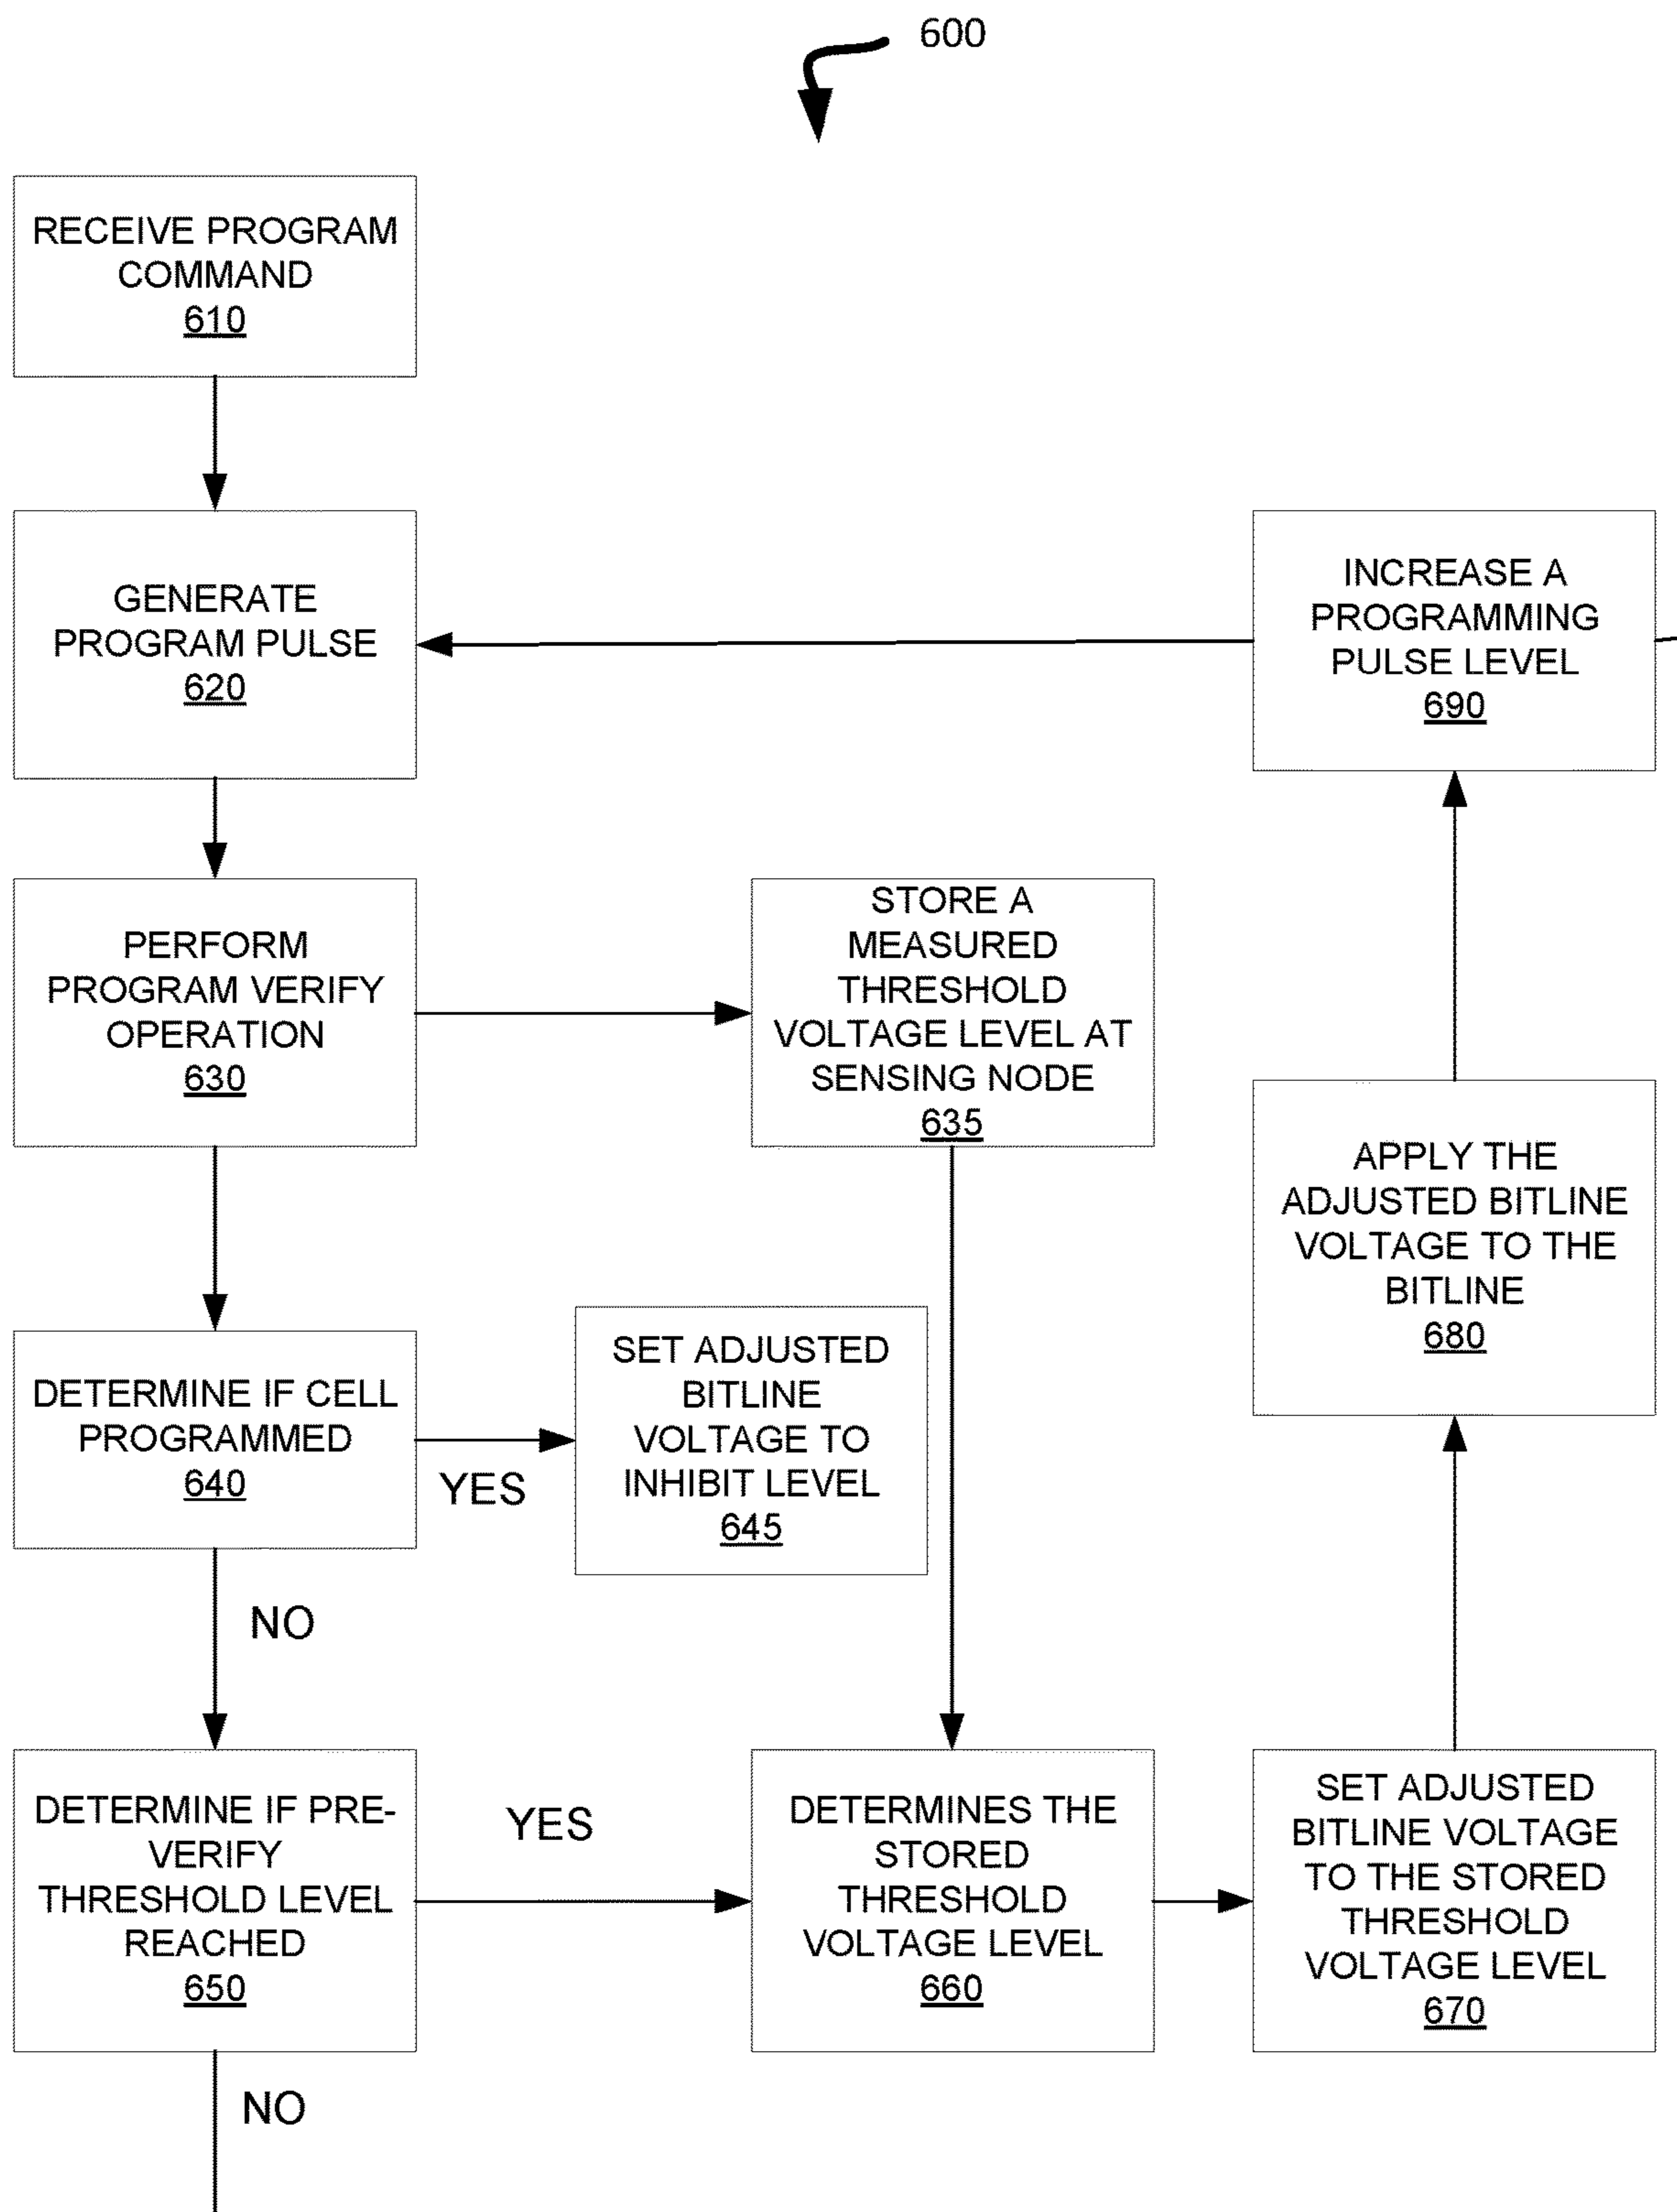 600
RECEIVE PROGRAM
COMMAND
610
GENERATE
PROGRAM PULSE
620
INCREASE A
PROGRAMMING
PULSE LEVEL
690
PERFORM
PROGRAM VERIFY
OPERATION
630
STORE A
MEASURED
THRESHOLD
VOLTAGE LEVEL AT
SENSING NODE
635
APPLY THE
ADJUSTED BITLINE
VOLTAGE TO THE
BITLINE
680
DETERMINE IF CELL
PROGRAMMED
640
YES
SET ADJUSTED
BITLINE
VOLTAGE TO
INHIBIT LEVEL
645
NO
DETERMINE IF PRE-
VERIFY
THRESHOLD LEVEL
REACHED
650
YES
DETERMINES THE
STORED
THRESHOLD
VOLTAGE LEVEL
660
SET ADJUSTED
BITLINE VOLTAGE
TO THE STORED
THRESHOLD
VOLTAGE LEVEL
670
NO